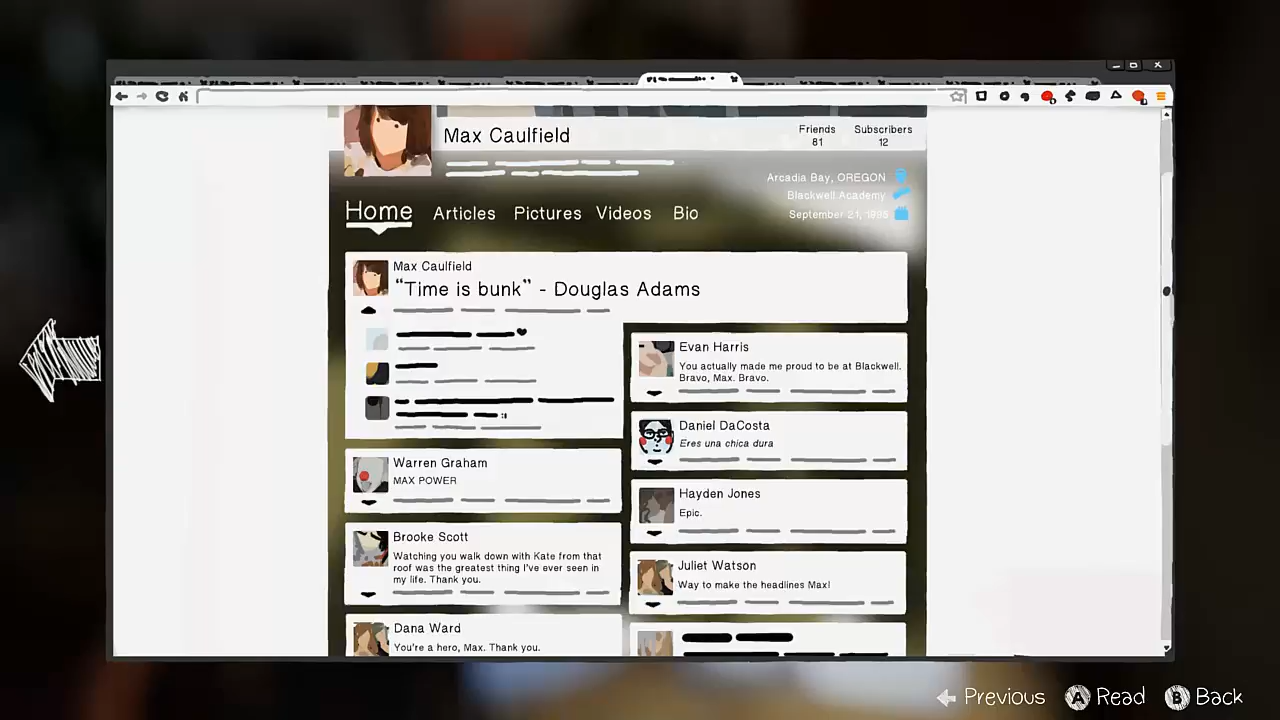 Max Caulfield
Friends
81
Subscribers
12
Arcadia Bay, OREGON
Blackwell Academy
September 21, 1995
Home Articles Pictures Videos Bio
Max Caulfield
“Time is bunk” - Douglas Adams
Evan Harris
You actually made me proud to be at Blackwell.
Bravo, Max. Bravo.
Daniel DaCosta
Eres una chica dura
Warren Graham
MAX POWER
Hayden Jones
Epic.
Brooke Scott
Watching you walk down with Kate from that
roof was the greatest thing I've ever seen in
my life. Thank you.
Juliet Watson
Way to make the headlines Max!
Dana Ward
You're a hero, Max. Thank you.
Previous A Read B Back